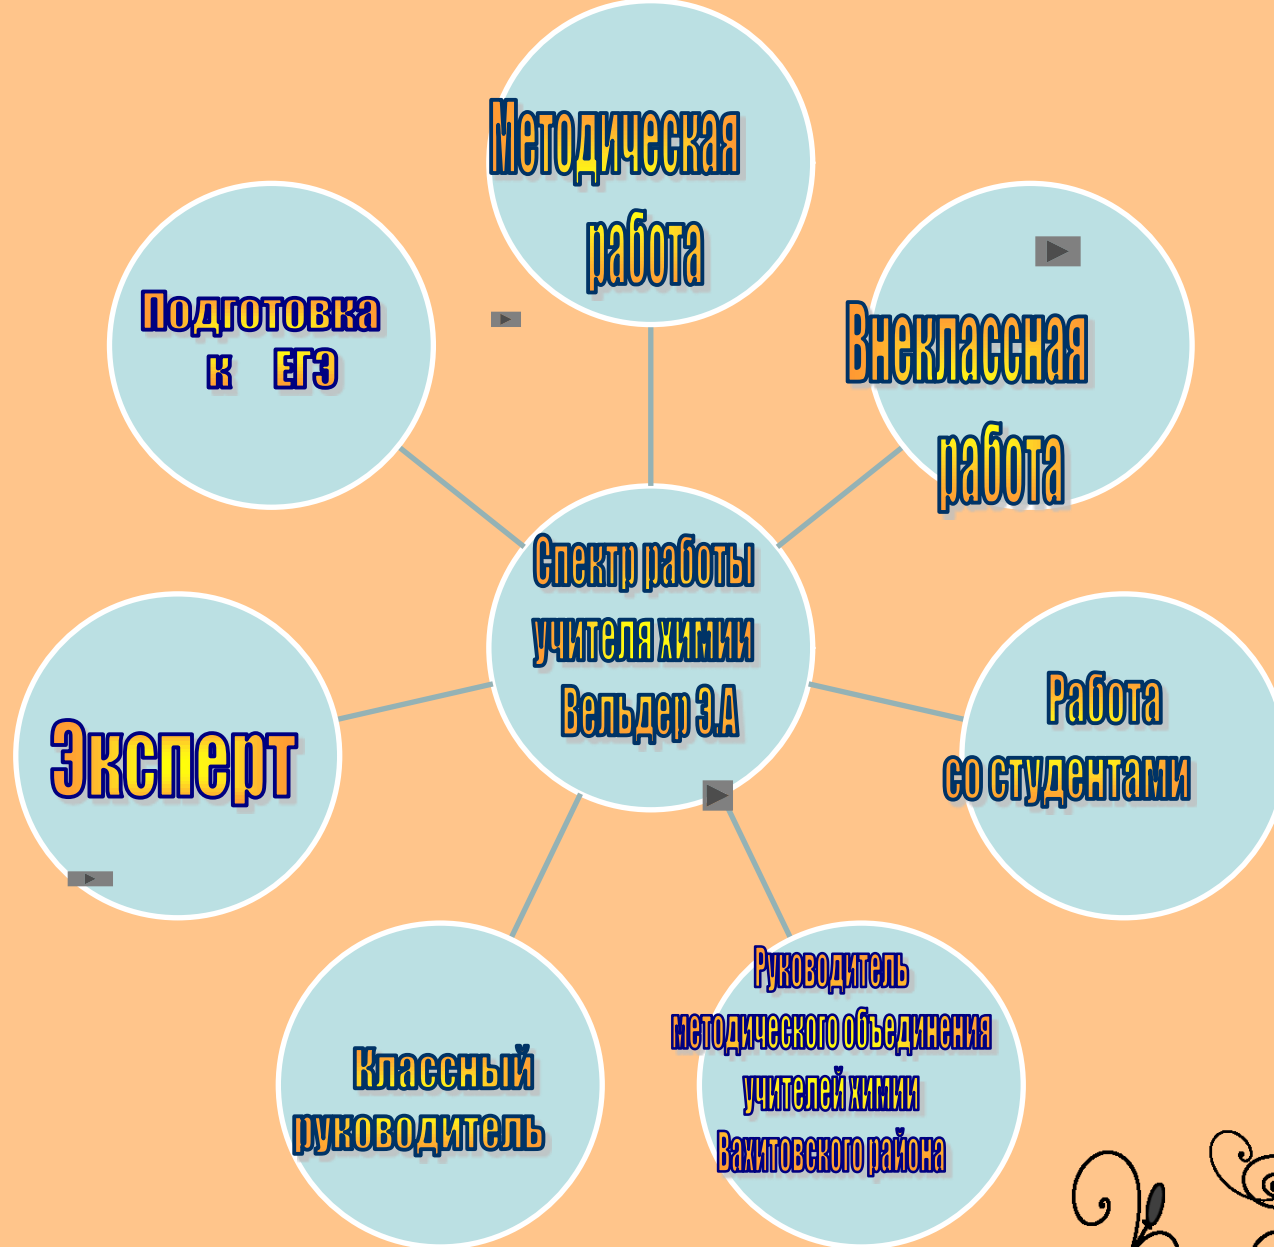 Методическая
работа
Внеклассная
работа
Подготовка
к ЕГЭ
Спектр работы
учителя химии
Вельдер Э.А
Работа
со студентами
Эксперт
Руководитель
методического объединения
учителей химии
Вахитовского района
Классный
руководитель